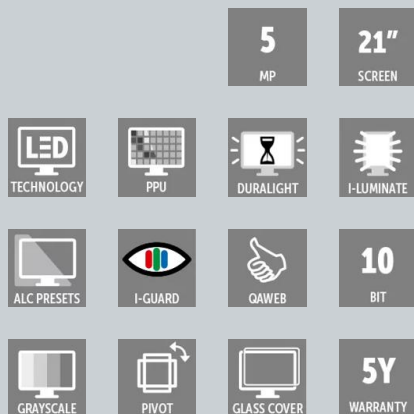 5
MP
21"
SCREEN
LED
TECHNOLOGY
PPU
DURALIGHT
I-LUMINATE
ALC PRESETS
I-GUARD
QAWEB
10
BIT
GRAYSCALE
PIVOT
GLASS COVER
5Y
WARRANTY